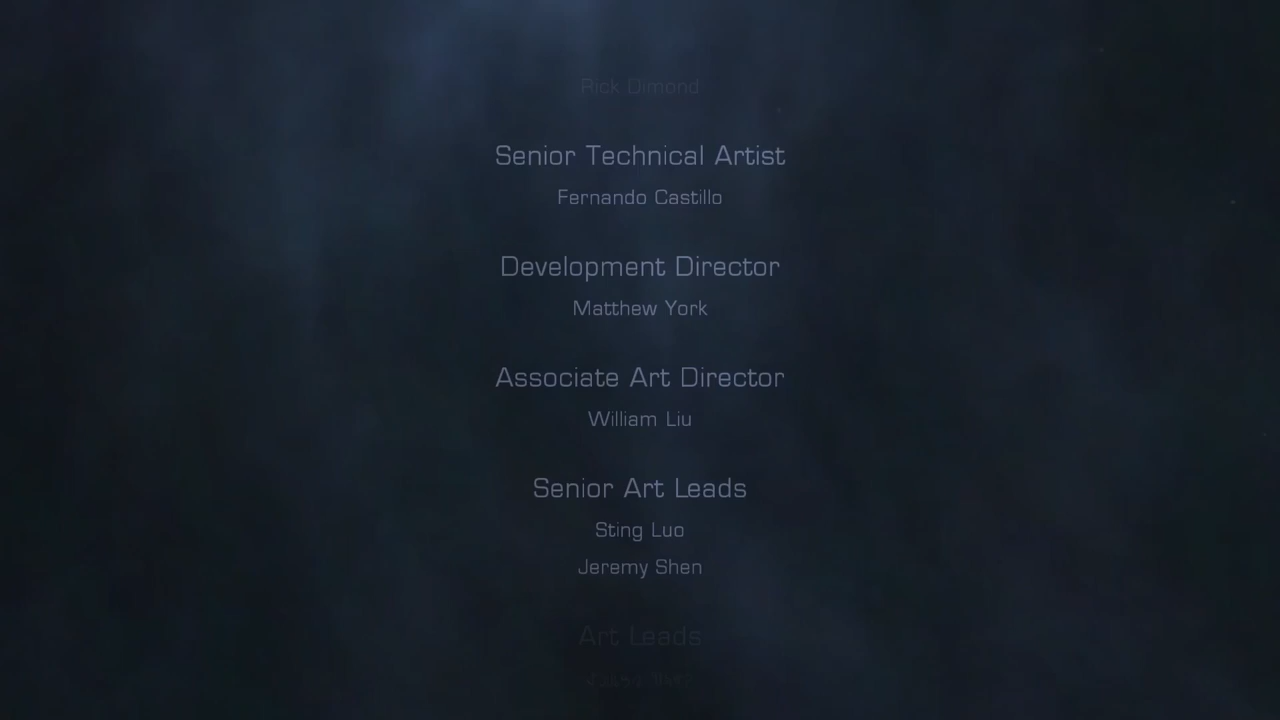 Rick Dimond
Senior Technical Artist
Fernando Castillo
Development Director
Matthew York
Associate Art Director
William Liu
Senior Art Leads
Sting Luo
Jeremy Shen
Art Leads